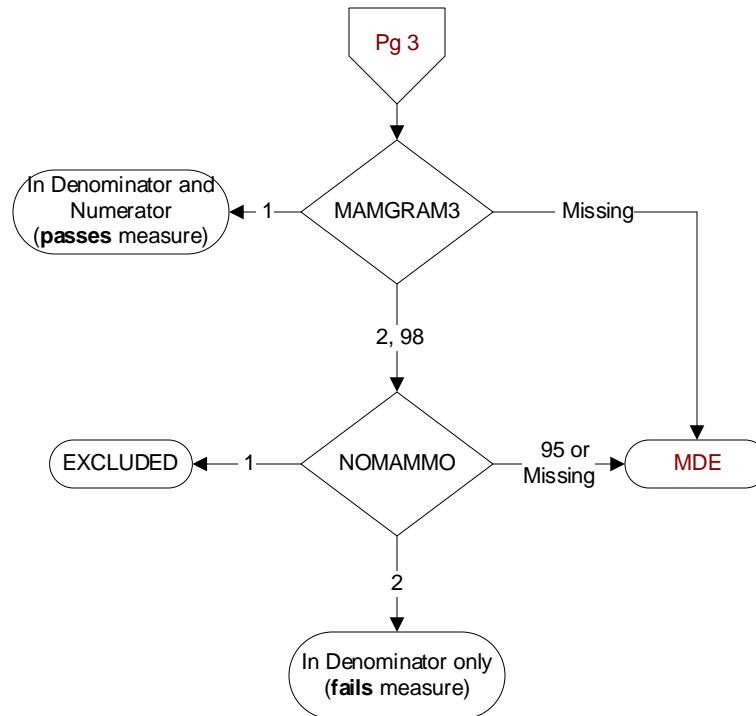 Pg 3
In Denominator and
Numerator
(passes measure)
1
MAMGRAM3
Missing
2, 98
EXCLUDED
1
NOMAMMO
95 or
Missing
MDE
2
In Denominator only
(fails measure)